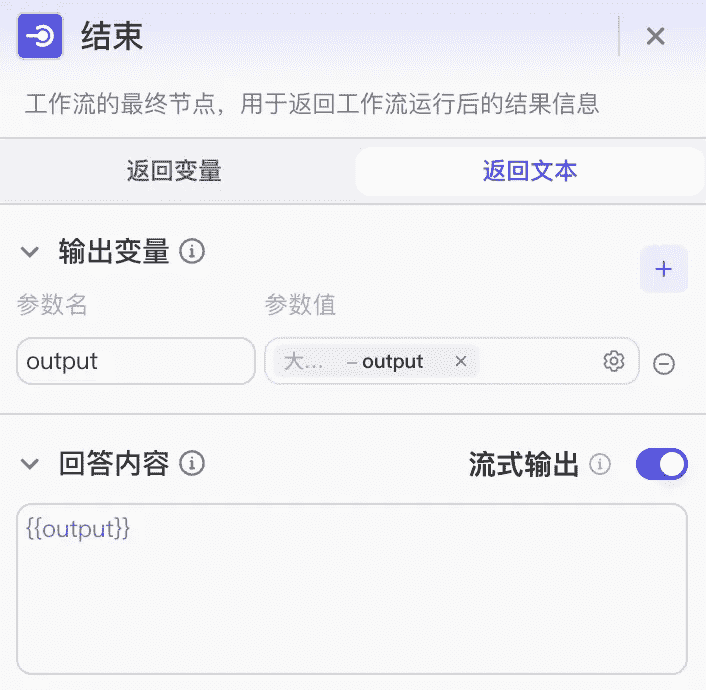 结束
工作流的最终节点，用于返回工作流运行后的结果信息
返回变量 返回文本
输出变量
参数名 参数值
output 大... – output
回答内容 流式输出
{{output}}